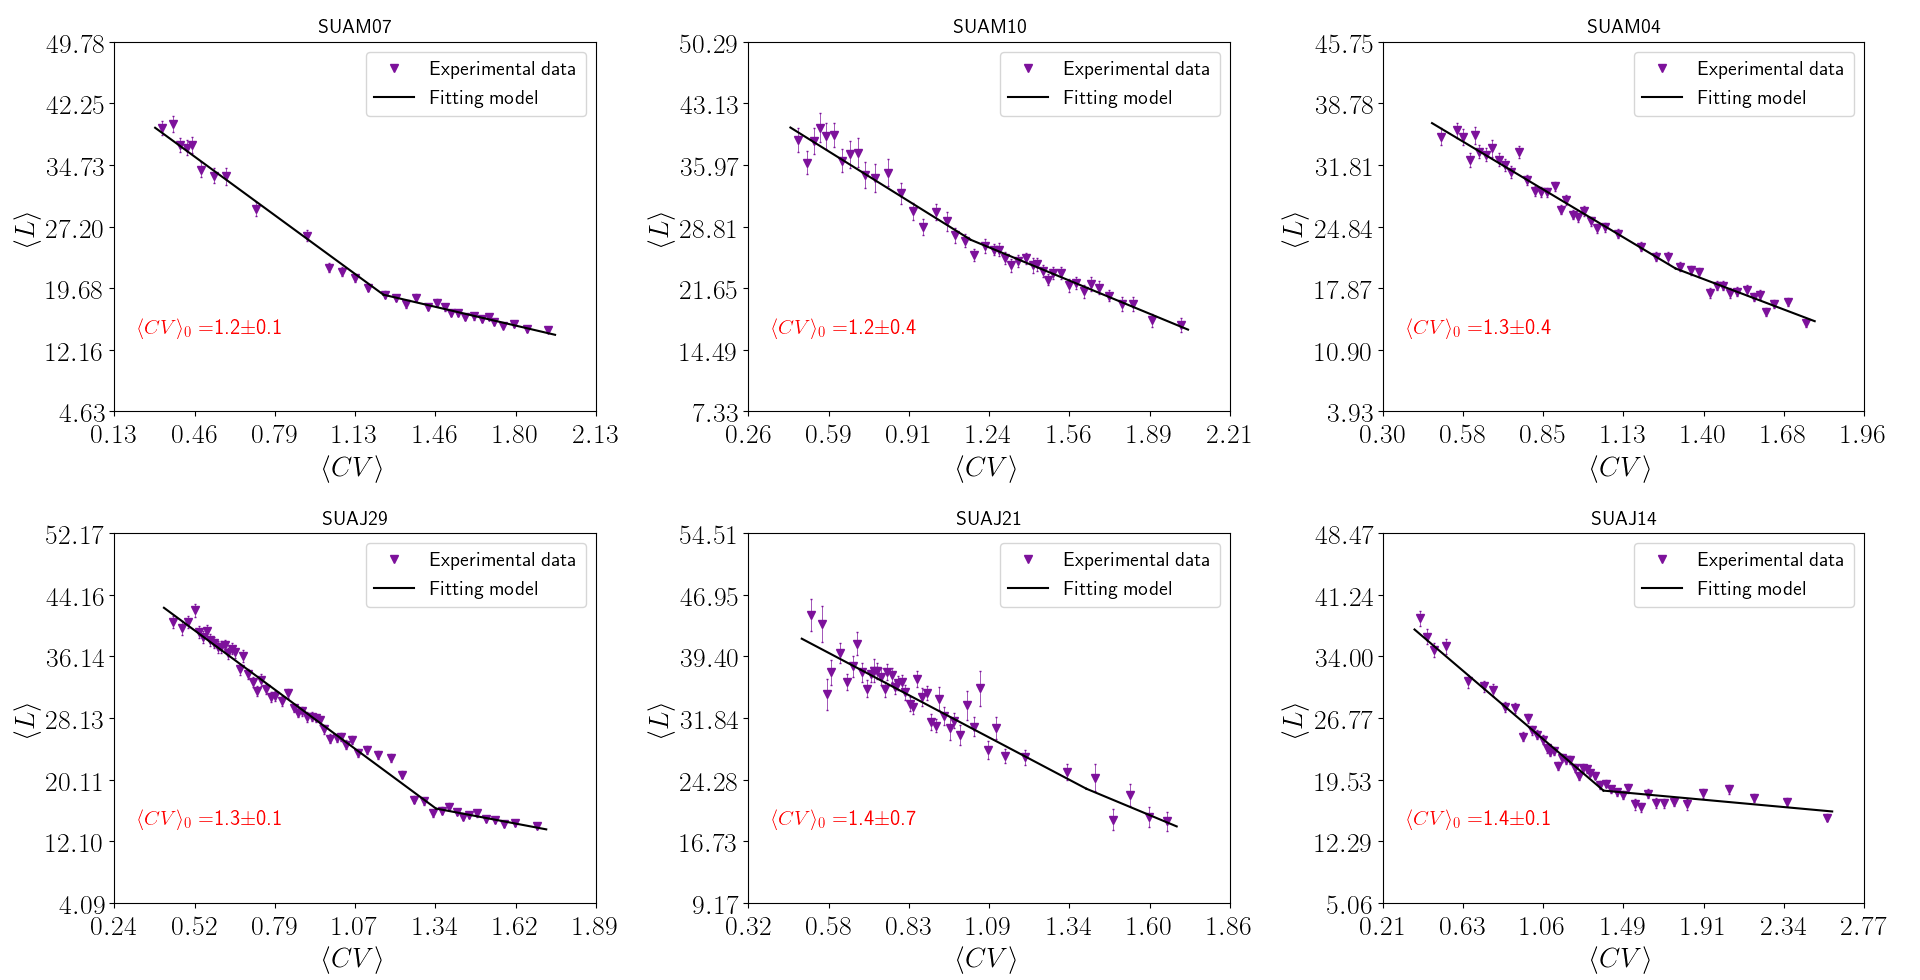 SUAM07
49.78
42.25
34.73
27.20
19.68
12.16
4.63
⟨L⟩
Experimental data
Fitting model
⟨CV⟩₀ =1.2±0.1
0.13 0.46 0.79 1.13 1.46 1.80 2.13
⟨CV⟩
SUAM10
50.29
43.13
35.97
28.81
21.65
14.49
7.33
⟨L⟩
Experimental data
Fitting model
⟨CV⟩₀ =1.2±0.4
0.26 0.59 0.91 1.24 1.56 1.89 2.21
⟨CV⟩
SUAM04
45.75
38.78
31.81
24.84
17.87
10.90
3.93
⟨L⟩
Experimental data
Fitting model
⟨CV⟩₀ =1.3±0.4
0.30 0.58 0.85 1.13 1.40 1.68 1.96
⟨CV⟩
SUAJ29
52.17
44.16
36.14
28.13
20.11
12.10
4.09
⟨L⟩
Experimental data
Fitting model
⟨CV⟩₀ =1.3±0.1
0.24 0.52 0.79 1.07 1.34 1.62 1.89
⟨CV⟩
SUAJ21
54.51
46.95
39.40
31.84
24.28
16.73
9.17
⟨L⟩
Experimental data
Fitting model
⟨CV⟩₀ =1.4±0.7
0.32 0.58 0.83 1.09 1.34 1.60 1.86
⟨CV⟩
SUAJ14
48.47
41.24
34.00
26.77
19.53
12.29
5.06
⟨L⟩
Experimental data
Fitting model
⟨CV⟩₀ =1.4±0.1
0.21 0.63 1.06 1.49 1.91 2.34 2.77
⟨CV⟩